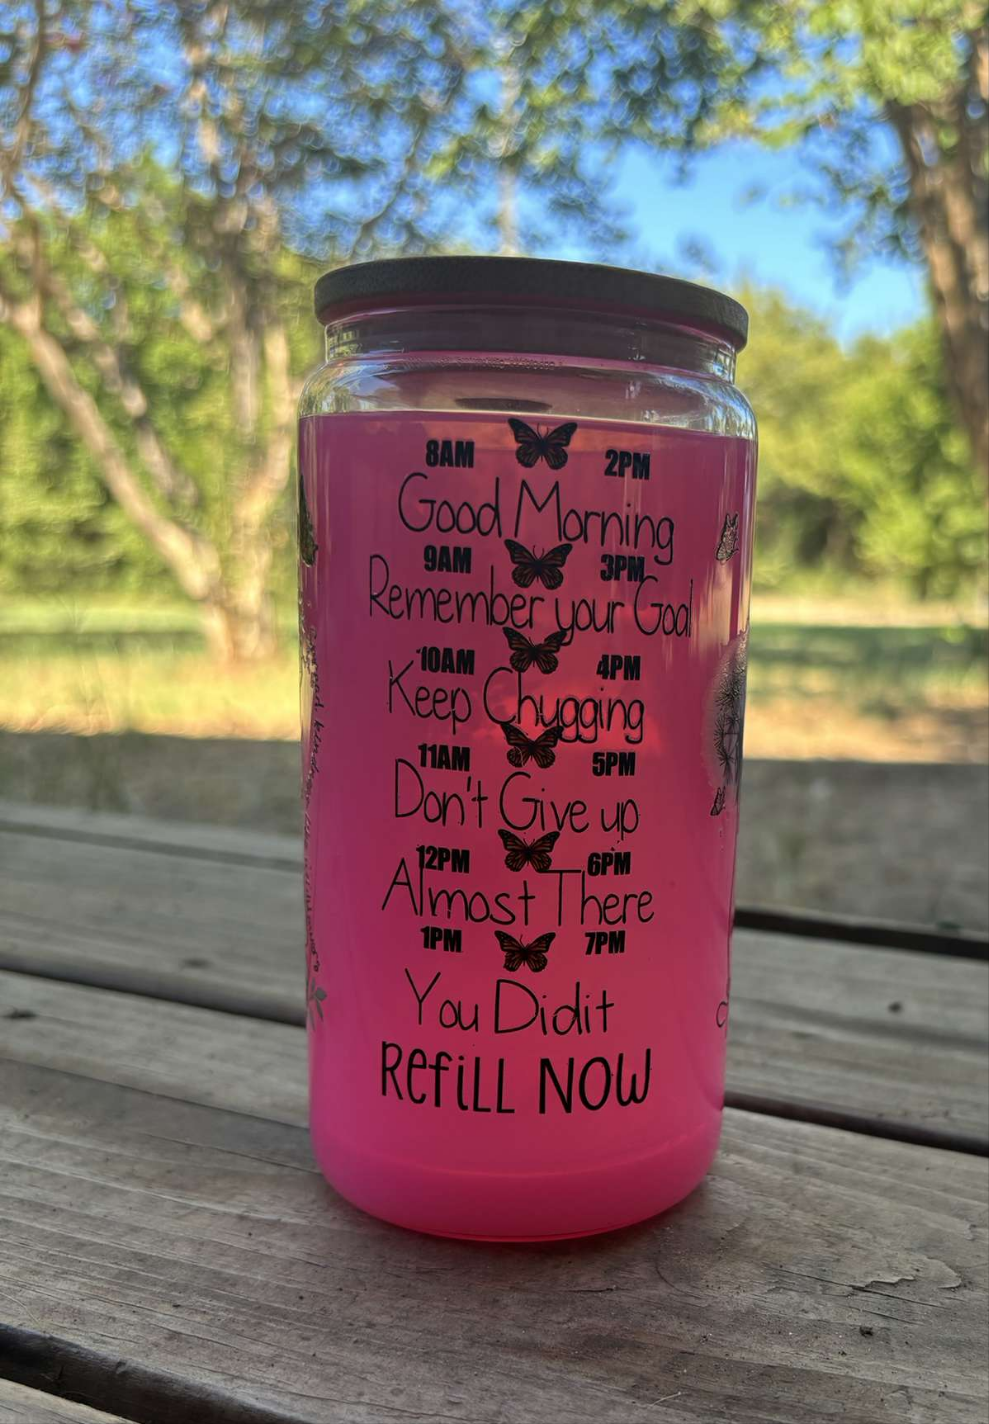 8AM 2PM
Good Morning
9AM 3PM
Remember your Goal
10AM 4PM
Keep Chugging
11AM 5PM
Don't Give up
12PM 6PM
Almost There
1PM 7PM
You Didit
Refill NOW